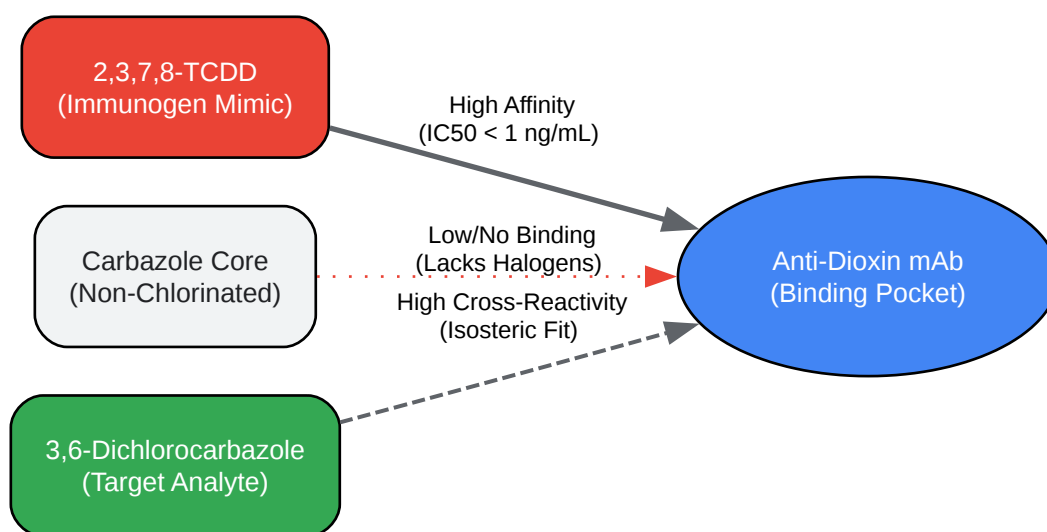 2,3,7,8-TCDD
(Immunogen Mimic)
High Affinity
(IC50 < 1 ng/mL)
Carbazole Core
(Non-Chlorinated)
Low/No Binding
(Lacks Halogens)
Anti-Dioxin mAb
(Binding Pocket)
High Cross-Reactivity
(Isosteric Fit)
3,6-Dichlorocarbazole
(Target Analyte)